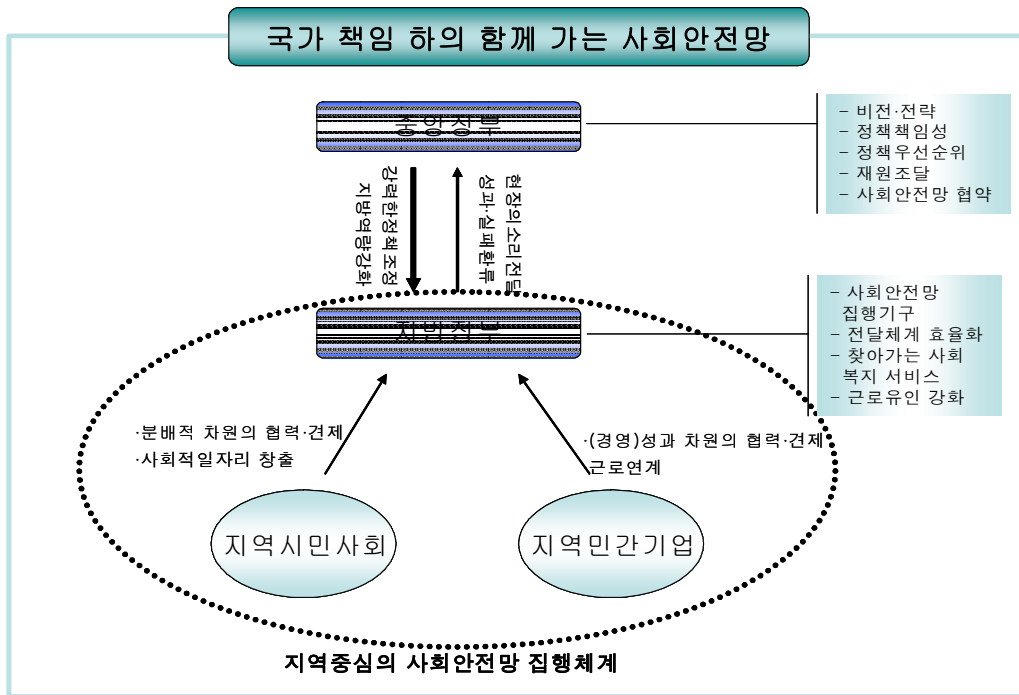 국가 책임 하의 함께 가는 사회안전망
중앙정부
- 비전·전략
- 정책책임성
- 정책우선순위
- 재원조달
- 사회안전망 협약
강력한정책조정
지방역량강화
현장의소리전달
성과·실패환류
지방정부
- 사회안전망
집행기구
- 전달체계 효율화
- 찾아가는 사회
복지 서비스
- 근로유인 강화
·분배적 차원의 협력·견제
·사회적일자리 창출
·(경영)성과 차원의 협력·견제
근로연계
지역시민사회
지역민간기업
지역중심의 사회안전망 집행체계